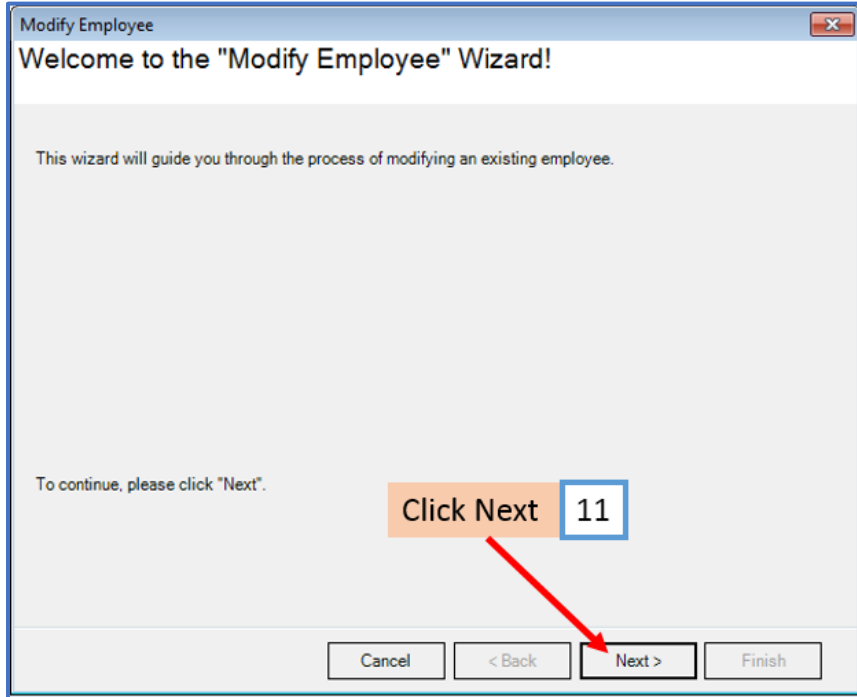 Modify Employee
Welcome to the "Modify Employee" Wizard!
This wizard will guide you through the process of modifying an existing employee.
To continue, please click "Next".
Click Next 11
Cancel < Back Next > Finish